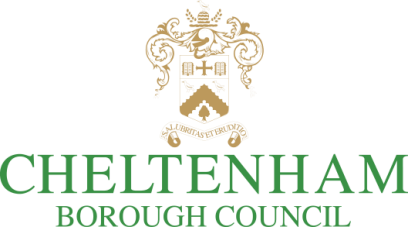 SALUBRITAS ET ERUDITIO
CHELTENHAM
BOROUGH COUNCIL